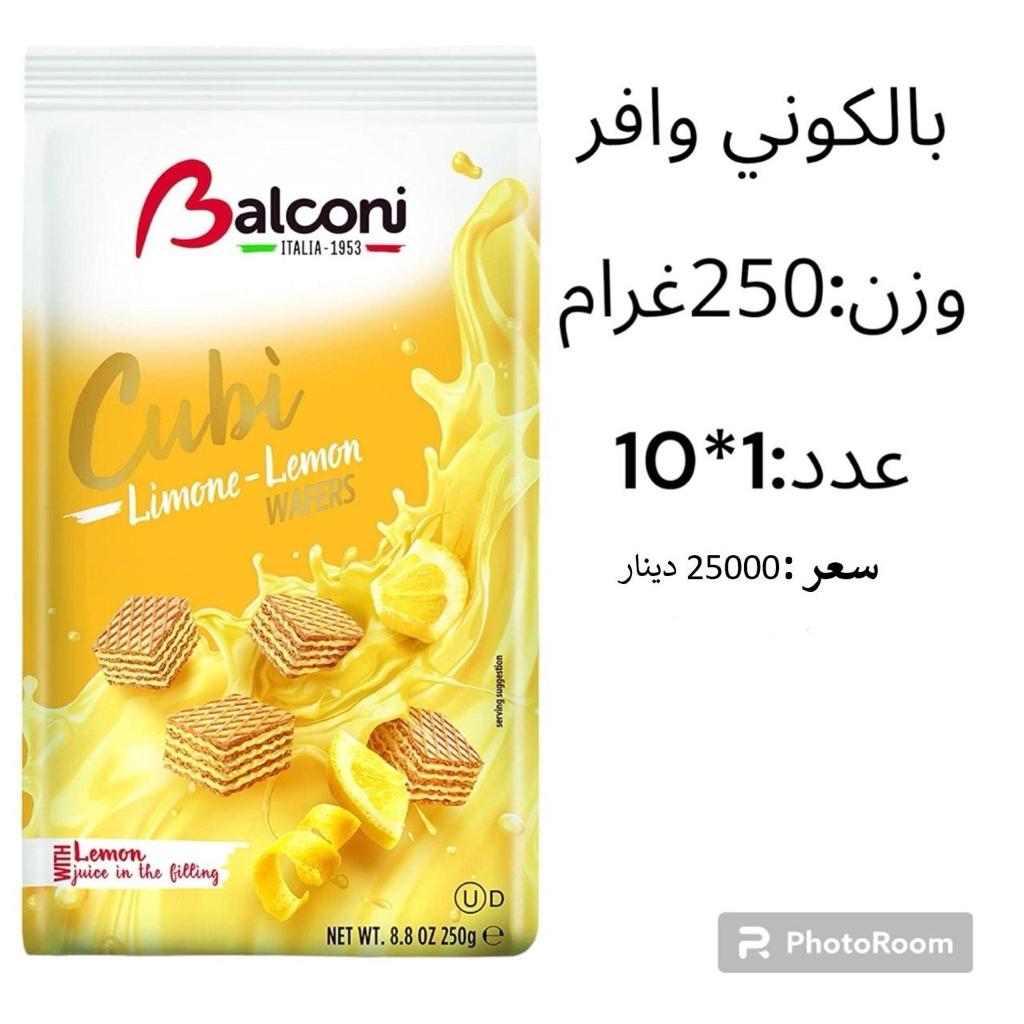 Balconi
ITALIA-1953
Cubì
Limone-Lemon
WAFERS
serving suggestion
WITH Lemon
juice in the filling
U D
NET WT. 8.8 OZ 250g e
بالكوني وافر
وزن:250غرام
عدد:1*10
سعر :25000 دينار
PhotoRoom